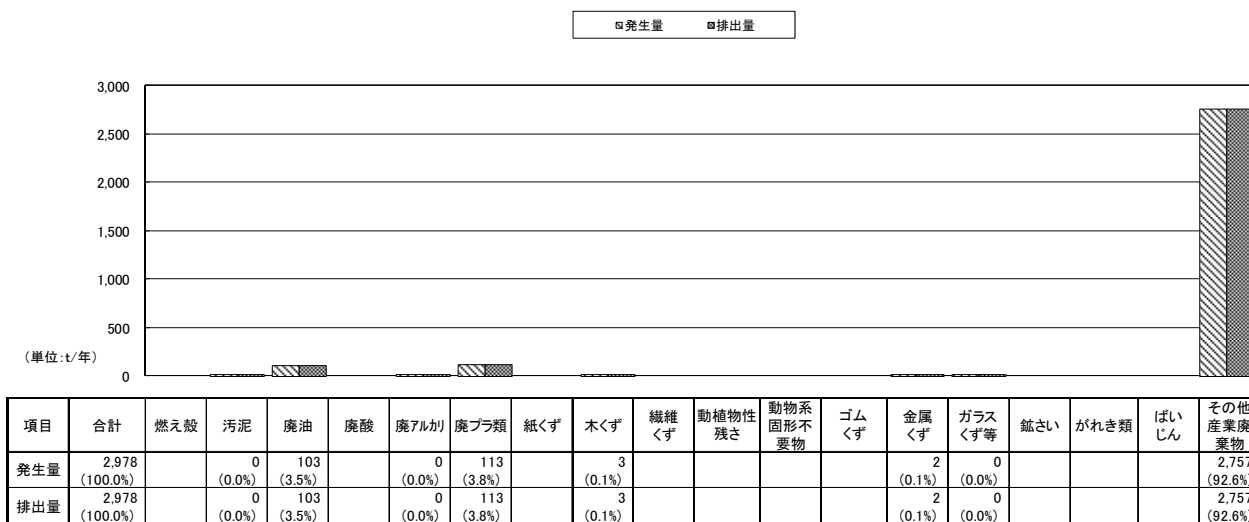 発生量 排出量
3,000
2,500
2,000
1,500
1,000
500
(単位:t/年)
0
項目 合計 燃え殻 汚泥 廃油 廃酸 廃アルカリ 廃プラ類 紙くず 木くず 繊維くず 動植物性残さ 動物系固形不要物 ゴムくず 金属くず ガラスくず等 鉱さい がれき類 ばいじん その他産業廃棄物
発生量 2,978 0 103 0 113 3 2 0 2,757
(100.0%) (0.0%) (3.5%) (0.0%) (3.8%) (0.1%) (0.1%) (0.0%) (92.6%)
排出量 2,978 0 103 0 113 3 2 0 2,757
(100.0%) (0.0%) (3.5%) (0.0%) (3.8%) (0.1%) (0.1%) (0.0%) (92.6%)